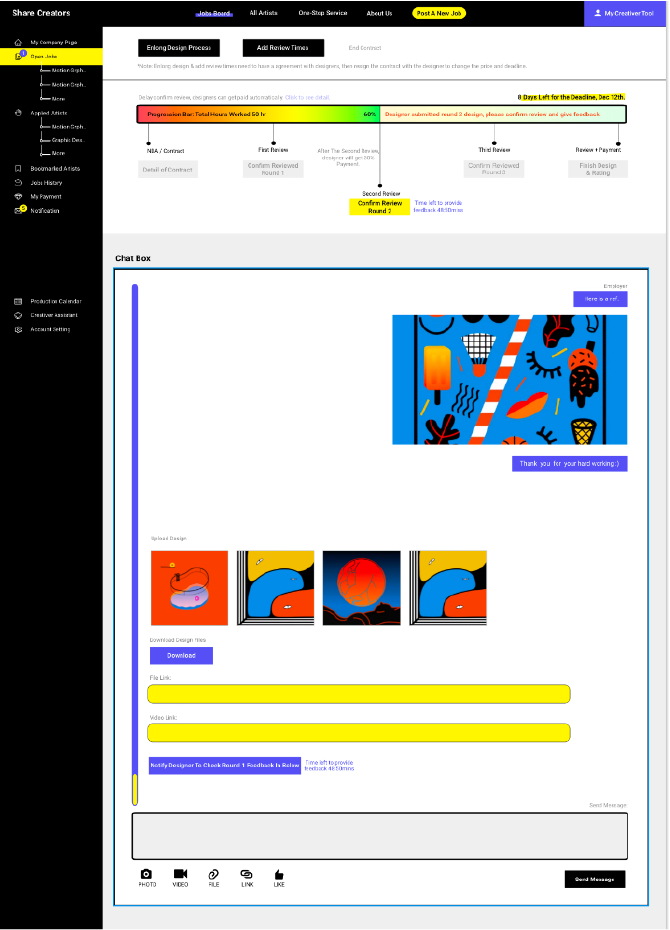 Share Creators
Jobs Board
All Artists
One-Stop Service
About Us
Post A New Job
My Creativer Tool
My Company Page
1
Open Jobs
Motion Grph..
Motion Grph..
More
Applied Artists
Motion Grph..
Graphic Des..
More
Bookmarked Artists
Jobs History
My Payment
5
Notification
Production Calendar
Creativer Assistant
Account Setting
Enlong Design Process
Add Review Times
End Contract
*Note: Enlong design & add review times need to have a agreement with designers, then resign the contract with the designer to change the price and deadline.
Delay confirm review, designers can get paid automatically. Click to see detail
8 Days Left for the Deadline, Dec 12th.
Progression Bar: Total Hours Worked 50 hr
60%
Designer submitted round 2 design, please confirm review and give feedback
NDA / Contract
Detail of Contract
First Review
Confirm Reviewed
Round 1
After The Second Review,
designer will get 50%
Payment.
Second Review
Confirm Review
Round 2
Time left to provide
feedback 48:50mins
Third Review
Confirm Reviewed
Round 3
Review + Payment
Finish Design
& Rating
Chat Box
Employer
Here is a ref.
Thank you for your hard working:)
Upload Design
Download Design Files
Download
File Link:
Video Link:
Notify Designer To Check Round 1 Feedback In Below
Time left to provide
feedback 48:50mins
Send Message
PHOTO
VIDEO
FILE
LINK
LIKE
Send Message